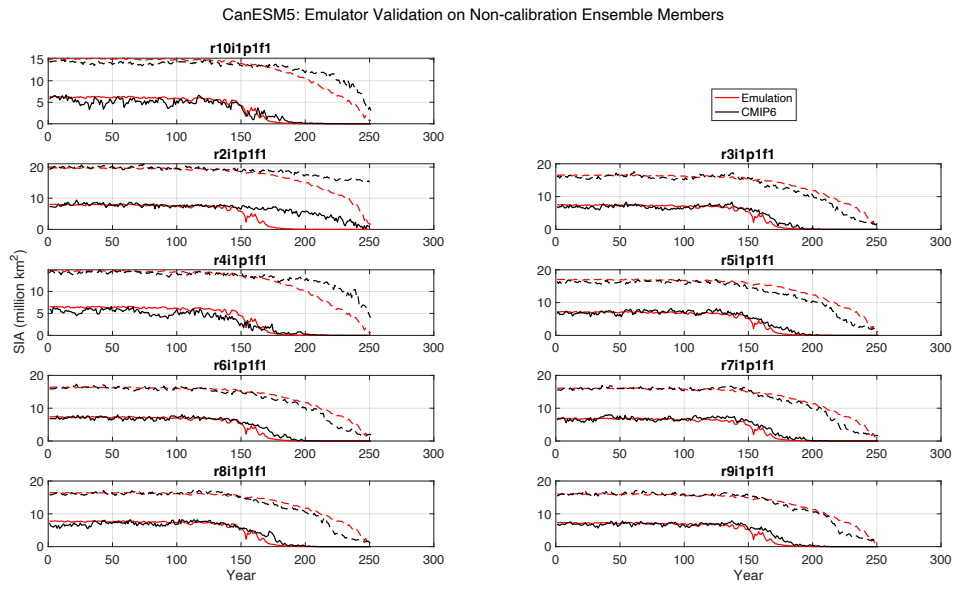 CanESM5: Emulator Validation on Non-calibration Ensemble Members
r10i1p1f1
15
10
5
0
0 50 100 150 200 250 300
Emulation
CMIP6
r2i1p1f1
20
10
0
0 50 100 150 200 250 300
r3i1p1f1
20
10
0
0 50 100 150 200 250 300
SIA (million km²)
r4i1p1f1
10
5
0
0 50 100 150 200 250 300
r5i1p1f1
20
10
0
0 50 100 150 200 250 300
r6i1p1f1
20
10
0
0 50 100 150 200 250 300
r7i1p1f1
20
10
0
0 50 100 150 200 250 300
r8i1p1f1
20
10
0
0 50 100 150 200 250 300
Year
r9i1p1f1
20
10
0
0 50 100 150 200 250 300
Year